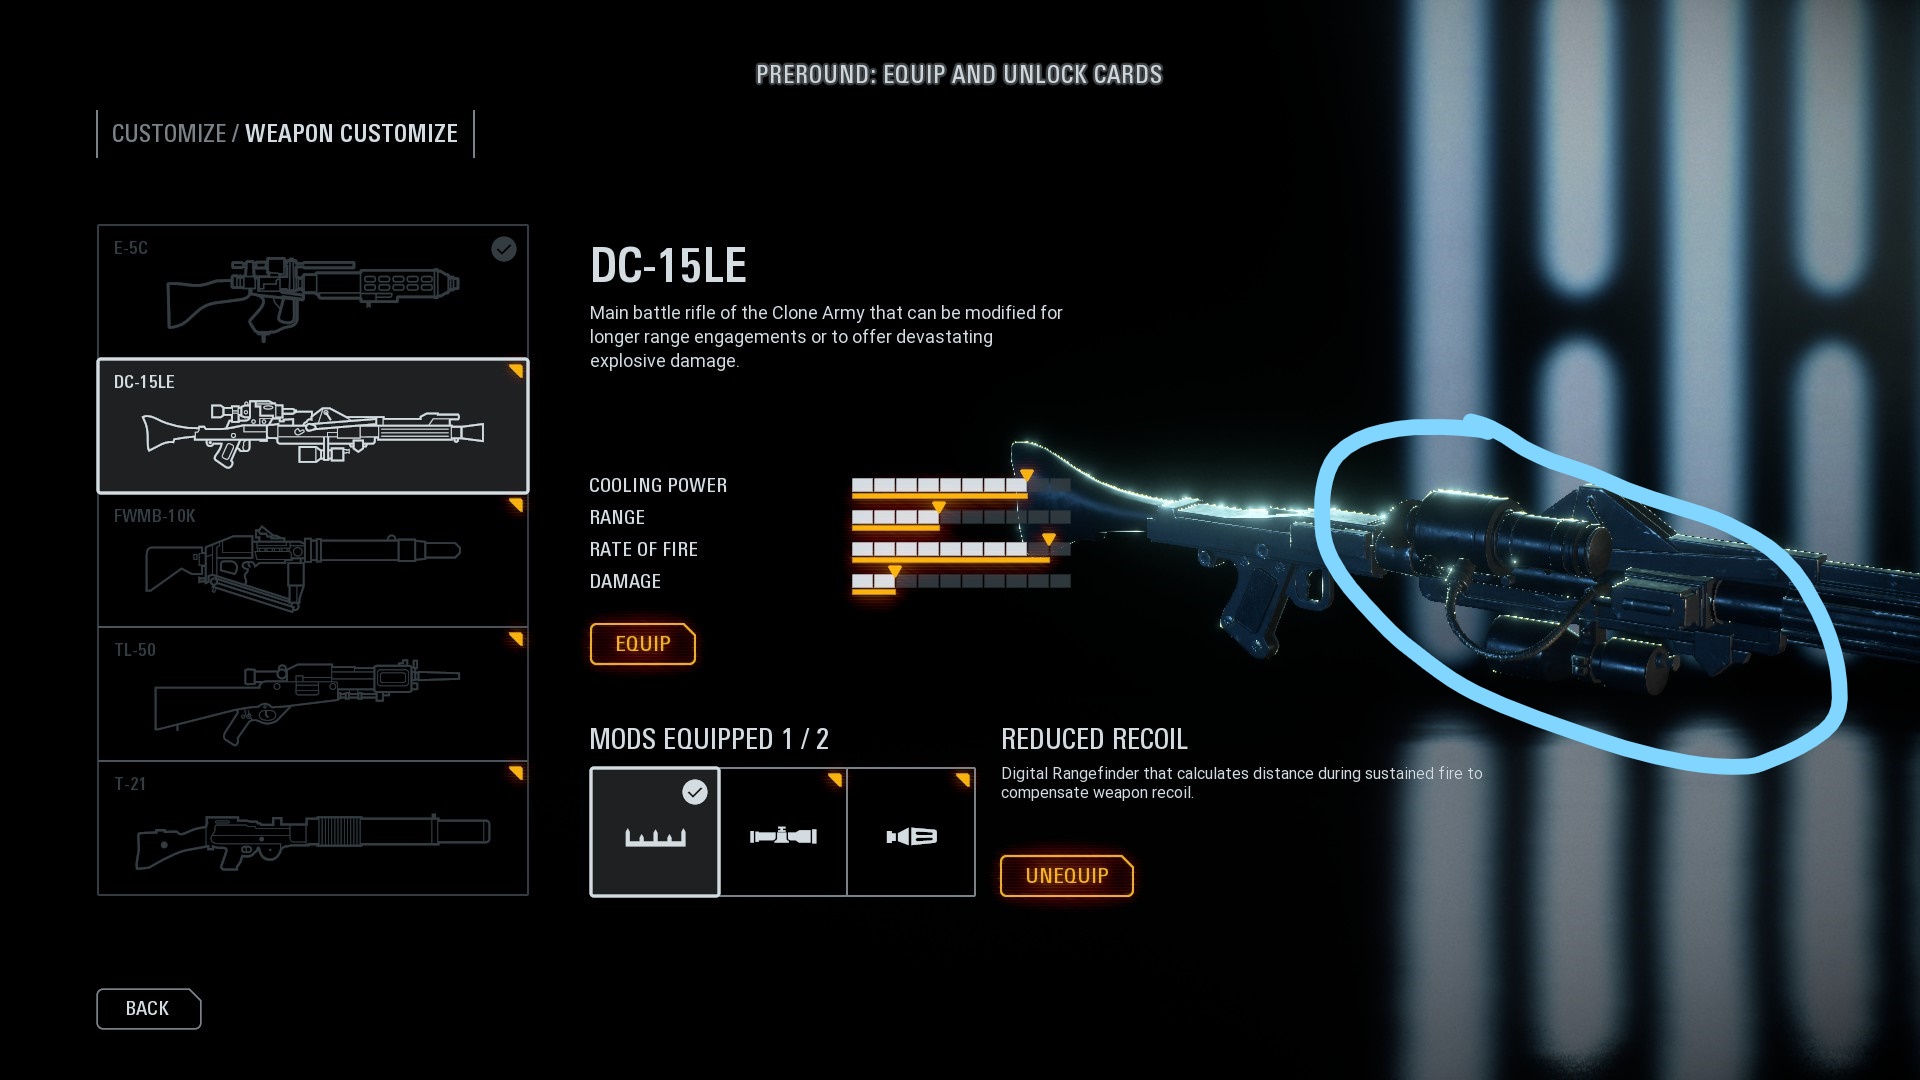 PREROUND: EQUIP AND UNLOCK CARDS
CUSTOMIZE / WEAPON CUSTOMIZE
E-5C
DC-15LE
FWMB-10K
TL-50
T-21
DC-15LE
Main battle rifle of the Clone Army that can be modified for
longer range engagements or to offer devastating
explosive damage.
COOLING POWER
RANGE
RATE OF FIRE
DAMAGE
EQUIP
MODS EQUIPPED 1 / 2
REDUCED RECOIL
Digital Rangefinder that calculates distance during sustained fire to
compensate weapon recoil.
UNEQUIP
BACK